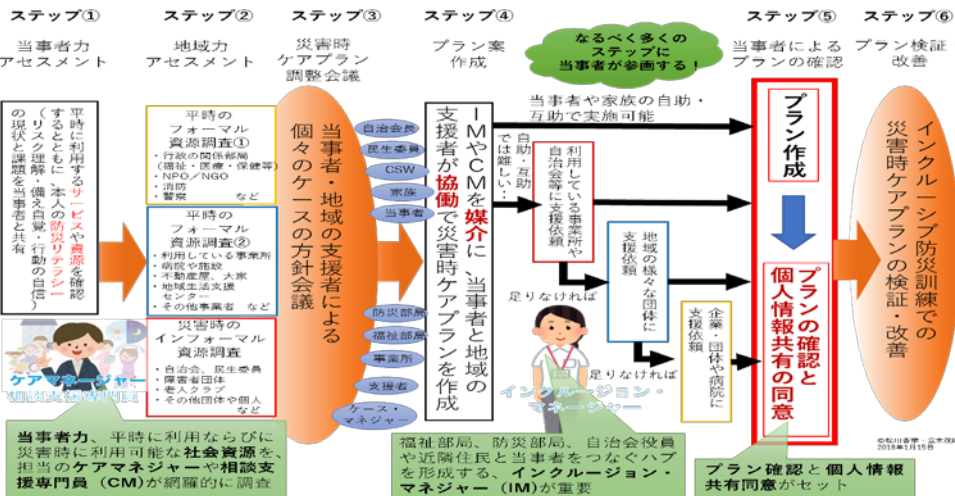 ステップ①
当事者力
アセスメント
平時に利用するサービスや資源を確認
するとともに、本人の防災リテラシー
（リスク理解・備え自覚・行動の自信）
の現状と課題を当事者と共有
ケアマネージャー
相談支援専門員
当事者力、平時に利用ならびに
災害時に利用可能な社会資源を、
担当のケアマネージャーや相談支
援専門員（CM）が網羅的に調査
ステップ②
地域力
アセスメント
平時の
フォーマル
資源調査①
・行政の関係部局
（福祉・医療・保健等）
・NPO／NGO
・消防
・警察 など
平時の
フォーマル
資源調査②
・利用している事業所
・病院や施設
・不動産屋、大家
・地域生活支援
センター
・その他事業者 など
災害時の
インフォーマル
資源調査
・自治会、民生委員
・障害者団体
・老人クラブ
・その他団体や個人
など
ステップ③
災害時
ケアプラン
調整会議
当事者・地域の支援者による
個々のケースの方針会議
自治会長
民生委員
CSW
家族
当事者
防災部局
福祉部局
事業所
支援者
ケース・
マネジャー
ステップ④
プラン案
作成
なるべく多くの
ステップに
当事者が参画する！
IMやCMを媒介に、当事者と地域の
支援者が協働で災害時ケアプランを作成
当事者や家族の自助・
互助で実施可能
自助・互助
では難しい…
利用している事業所や
自治会等に支援依頼
足りなければ
地域の様々な団体に
支援依頼
足りなければ
企業・団体や病院に
支援依頼
インクルージョン・
マネージャー
福祉部局、防災部局、自治会役員
や近隣住民と当事者をつなぐハブ
を形成する、インクルージョン・
マネジャー（IM)が重要
ステップ⑤
当事者による
プランの確認
プラン作成
プランの確認と
個人情報共有の同意
プラン確認と個人情報
共有同意がセット
ステップ⑥
プラン検証・
改善
インクルーシブ防災訓練での
災害時ケアプランの検証・改善
2018年1月15日